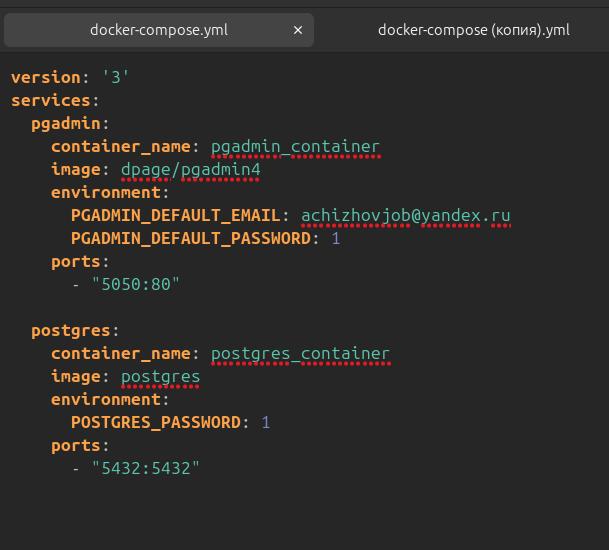 docker-compose.yml × docker-compose (копия).yml
version: '3'
services:
  pgadmin:
    container_name: pgadmin_container
    image: dpage/pgadmin4
    environment:
      PGADMIN_DEFAULT_EMAIL: achizhovjob@yandex.ru
      PGADMIN_DEFAULT_PASSWORD: 1
    ports:
      - "5050:80"

  postgres:
    container_name: postgres_container
    image: postgres
    environment:
      POSTGRES_PASSWORD: 1
    ports:
      - "5432:5432"